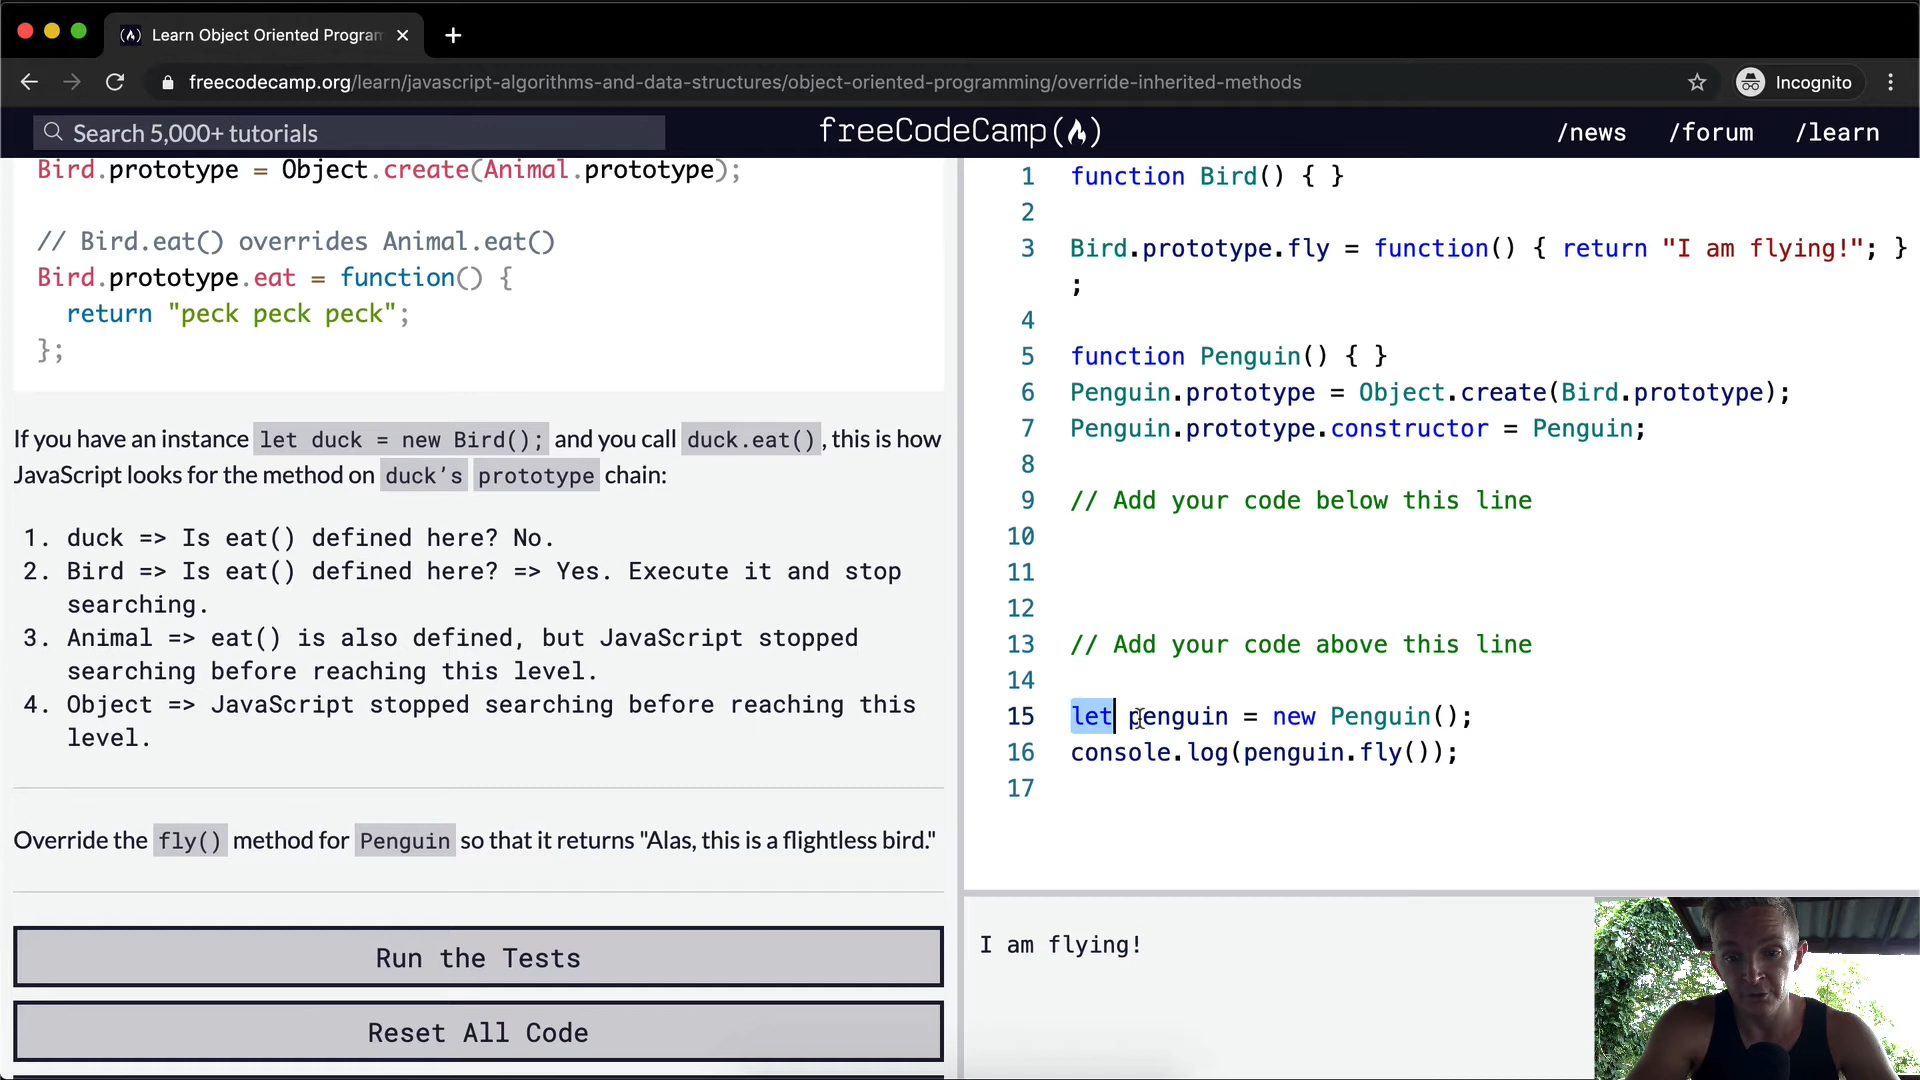 Learn Object Oriented Program
freecodecamp.org/learn/javascript-algorithms-and-data-structures/object-oriented-programming/override-inherited-methods
Incognito
Search 5,000+ tutorials
freeCodeCamp
/news
/forum
/learn
Bird.prototype = Object.create(Animal.prototype);
// Bird.eat() overrides Animal.eat()
Bird.prototype.eat = function() {
return "peck peck peck";
};
If you have an instance let duck = new Bird(); and you call duck.eat(), this is how
JavaScript looks for the method on duck’s prototype chain:
1. duck => Is eat() defined here? No.
2. Bird => Is eat() defined here? => Yes. Execute it and stop
searching.
3. Animal => eat() is also defined, but JavaScript stopped
searching before reaching this level.
4. Object => JavaScript stopped searching before reaching this
level.
Override the fly() method for Penguin so that it returns "Alas, this is a flightless bird."
Run the Tests
Reset All Code
1 function Bird() { }
2
3 Bird.prototype.fly = function() { return "I am flying!"; }
;
4
5 function Penguin() { }
6 Penguin.prototype = Object.create(Bird.prototype);
7 Penguin.prototype.constructor = Penguin;
8
9 // Add your code below this line
10
11
12
13 // Add your code above this line
14
15 let penguin = new Penguin();
16 console.log(penguin.fly());
17
I am flying!